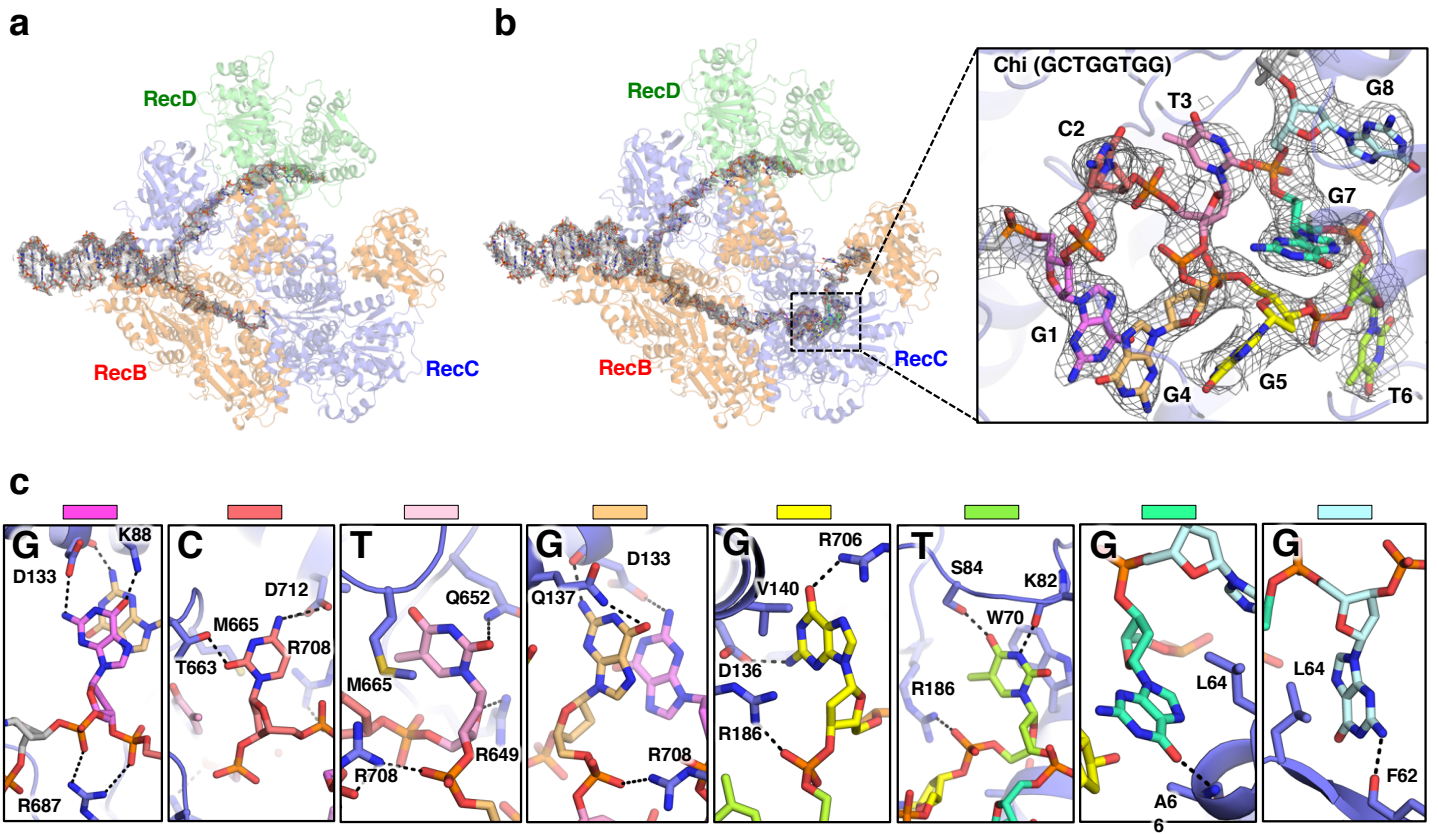 a
b
RecD
RecB
RecC
RecD
RecB
RecC
Chi (GCTGGTGG)
G8
T3
C2
G7
G1
G4
G5
T6
c
G
K88
D133
R687
C
D712
M665
R708
T663
T
Q652
M665
R649
R708
G
D133
Q137
R708
G
R706
V140
D136
R186
T
S84
K82
W70
R186
G
L64
A6
6
G
L64
F62